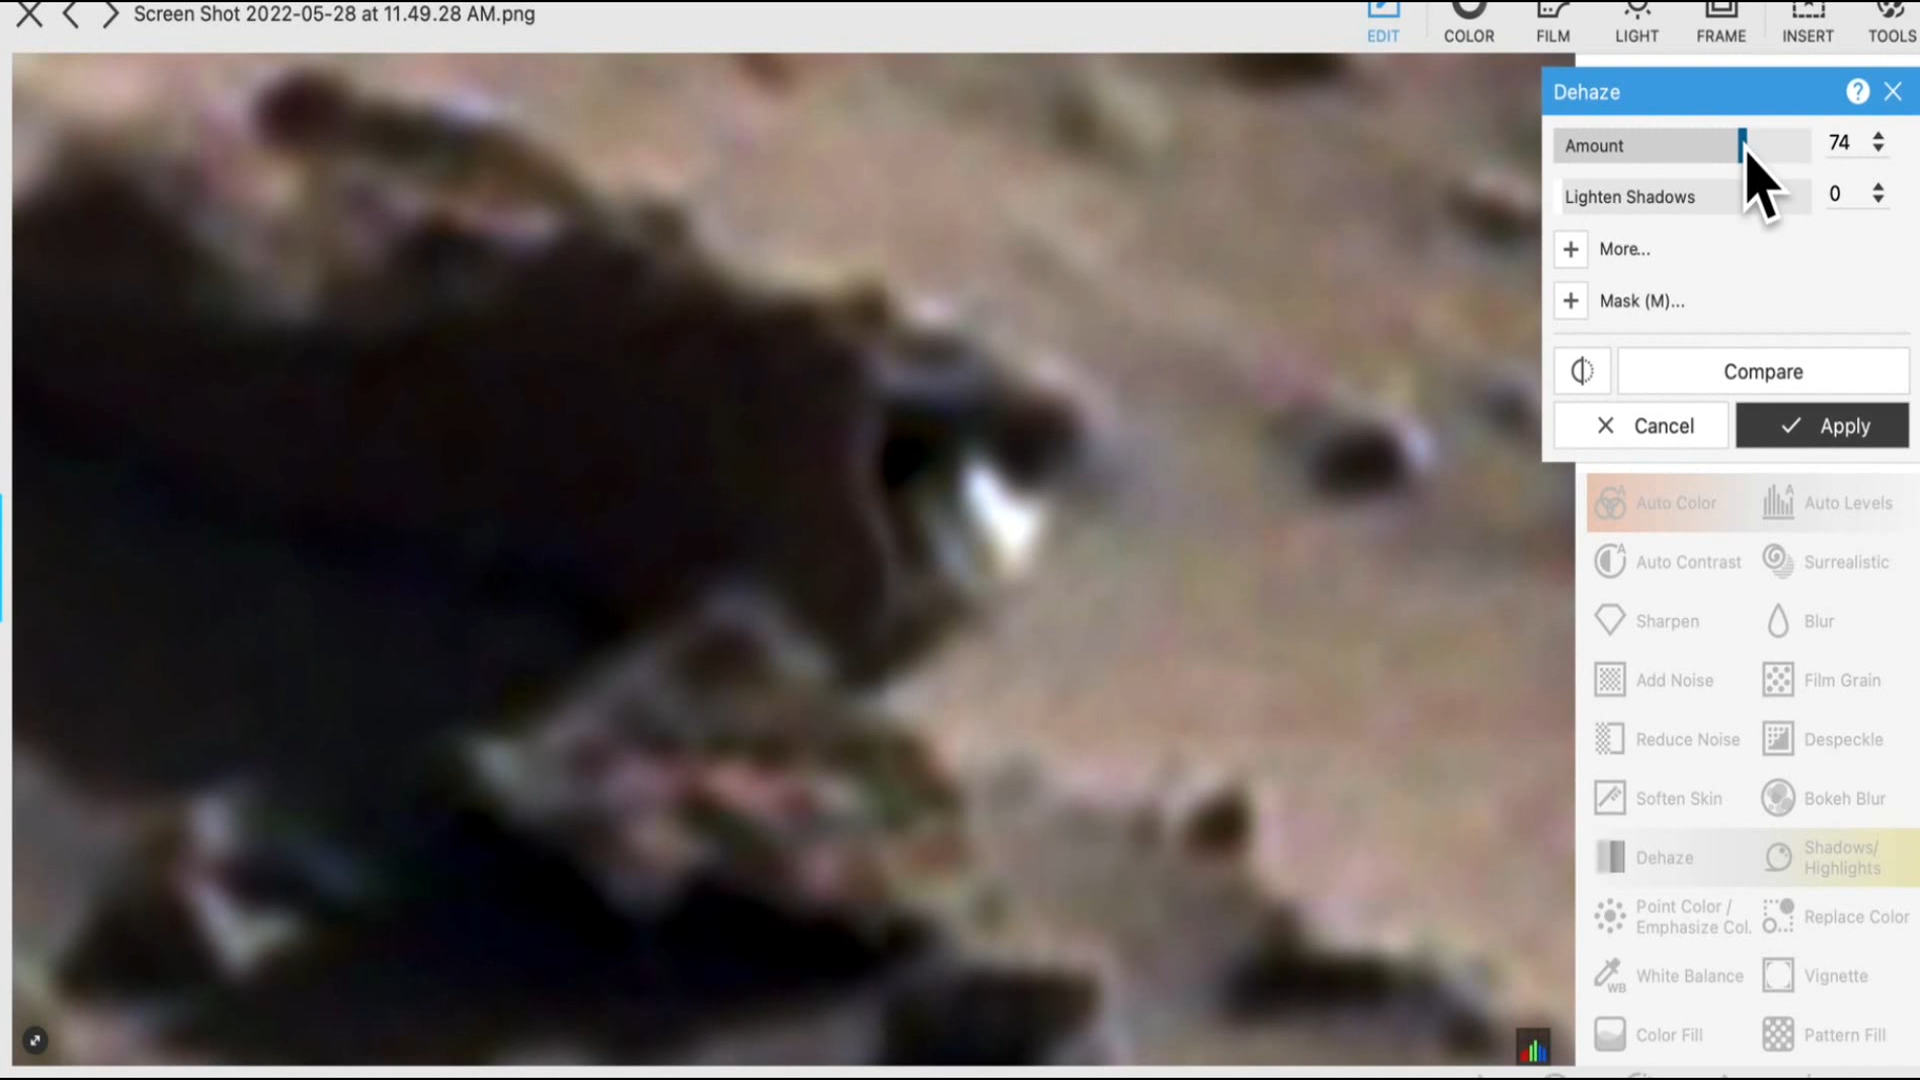 Screen Shot 2022-05-28 at 11.49.28 AM.png
EDIT
COLOR
FILM
LIGHT
FRAME
INSERT
TOOLS
Dehaze
?
Amount
74
Lighten Shadows
0
+ More...
+ Mask (M)...
Compare
Cancel
Apply
Auto Color
Auto Levels
Auto Contrast
Surrealistic
Sharpen
Blur
Add Noise
Film Grain
Reduce Noise
Despeckle
Soften Skin
Bokeh Blur
Dehaze
Shadows/
Highlights
Point Color /
Emphasize Col.
Replace Color
WB
White Balance
Vignette
Color Fill
Pattern Fill